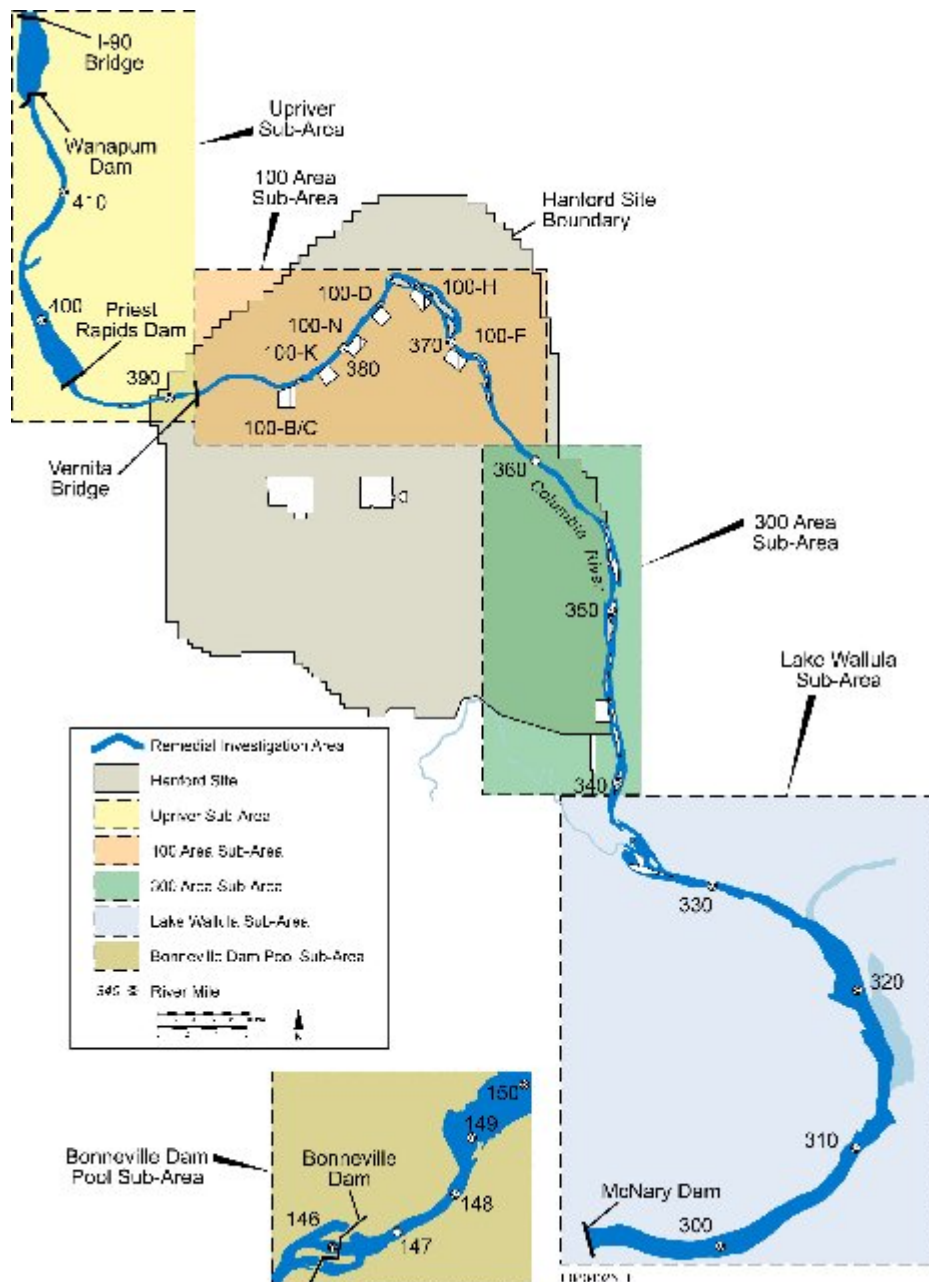 I-90
Bridge
Upriver
Sub-Area
Wanapum
Dam
100 Area
Sub-Area
410
Hanford Site
Boundary
400
Priest
Rapids Dam
100-D
100-H
100-N
100-F
370
100-K
380
390
100-B/C
Vernita
Bridge
360
Columbia River
300 Area
Sub-Area
350
Lake Wallula
Sub-Area
Remedial Investigation Area
Hanford Site
Upriver Sub-Area
100 Area Sub-Area
300 Area Sub-Area
Lake Wallula Sub-Area
Bonneville Dam Pool Sub-Area
River Mile
340
330
320
310
McNary Dam
300
150
149
Bonneville Dam
Pool Sub-Area
Bonneville
Dam
148
146
147